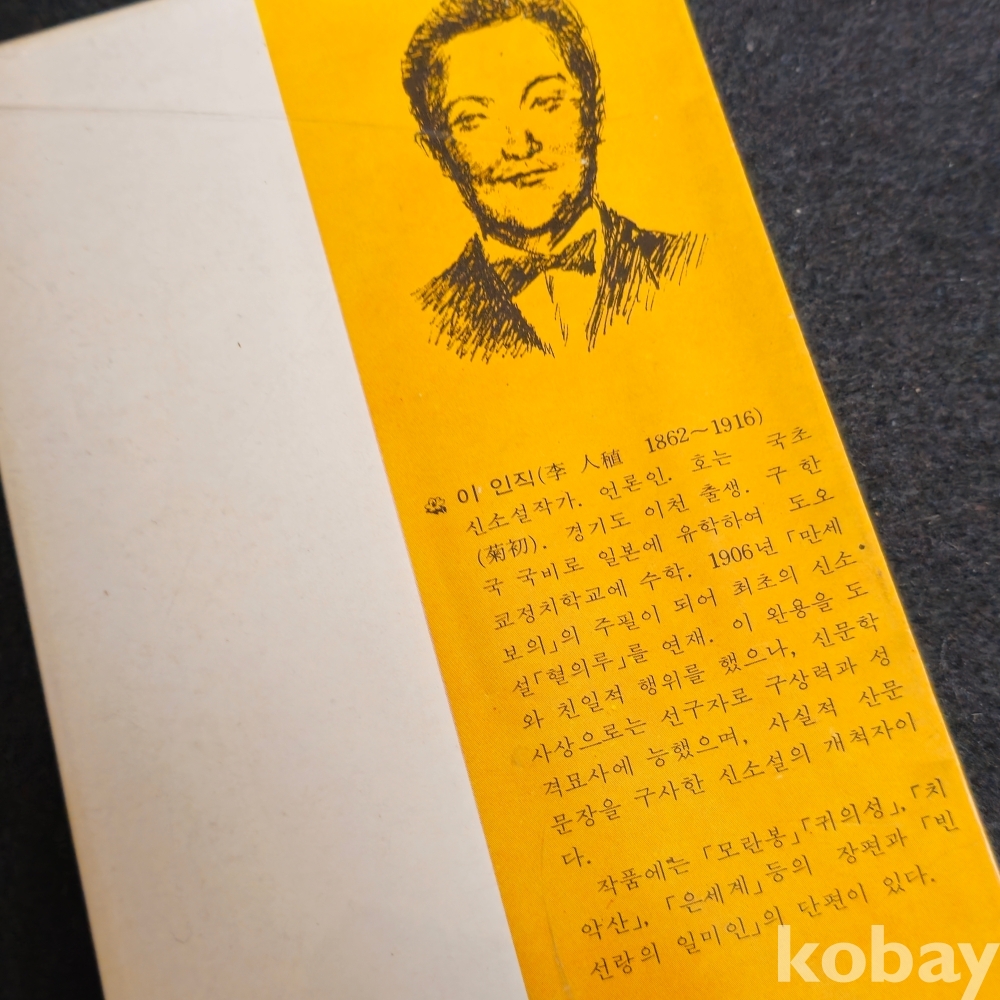 이 인직(李 人稙 1862～1916)
신소설작가. 언론인. 호는 국초
(菊初). 경기도 이천 출생. 구 한
국 국비로 일본에 유학하여 도오
쿄정치학교에 수학. 1906년 「만세
보의」의 주필이 되어 최초의 신소
설「혈의루」를 연재. 이 완용을 도
와 친일적 행위를 했으나, 신문학
사상으로는 선구자로 구상력과 성
격묘사에 능했으며, 사실적 산문
문장을 구사한 신소설의 개척자이
다.
작품에는 「모란봉」「귀의성」,「치
악산」, 「은세계」등의 장편과 「빈
선랑의 일미인」의 단편이 있다.
kobay